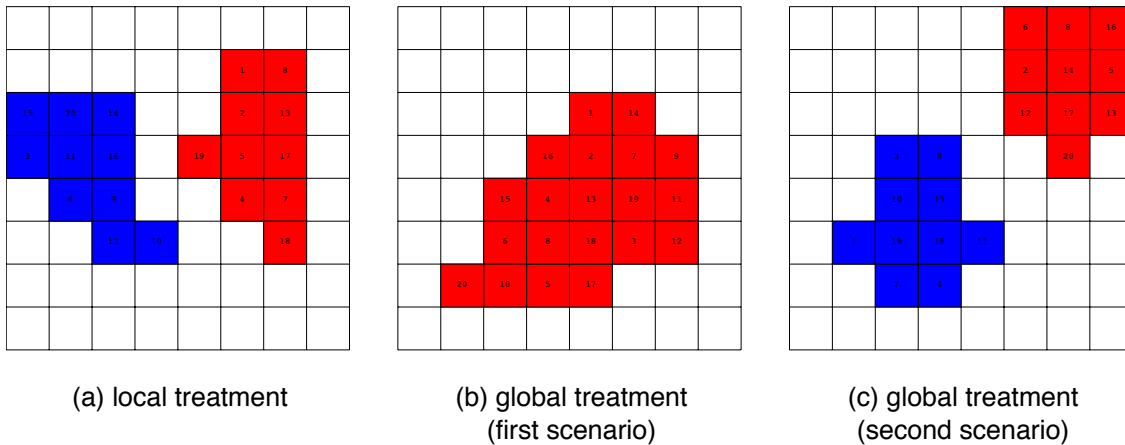 1 8
15 20 14 2 13
3 11 16 19 5 17
6 9 4 7
12 10 18
(a) local treatment
1 14
16 2 7 9
15 4 13 19 11
6 8 18 3 12
20 10 5 17
(b) global treatment
(first scenario)
6 8 16
2 14 5
12 17 13
3 9 20
10 15
1 19 18 11
7 4
(c) global treatment
(second scenario)